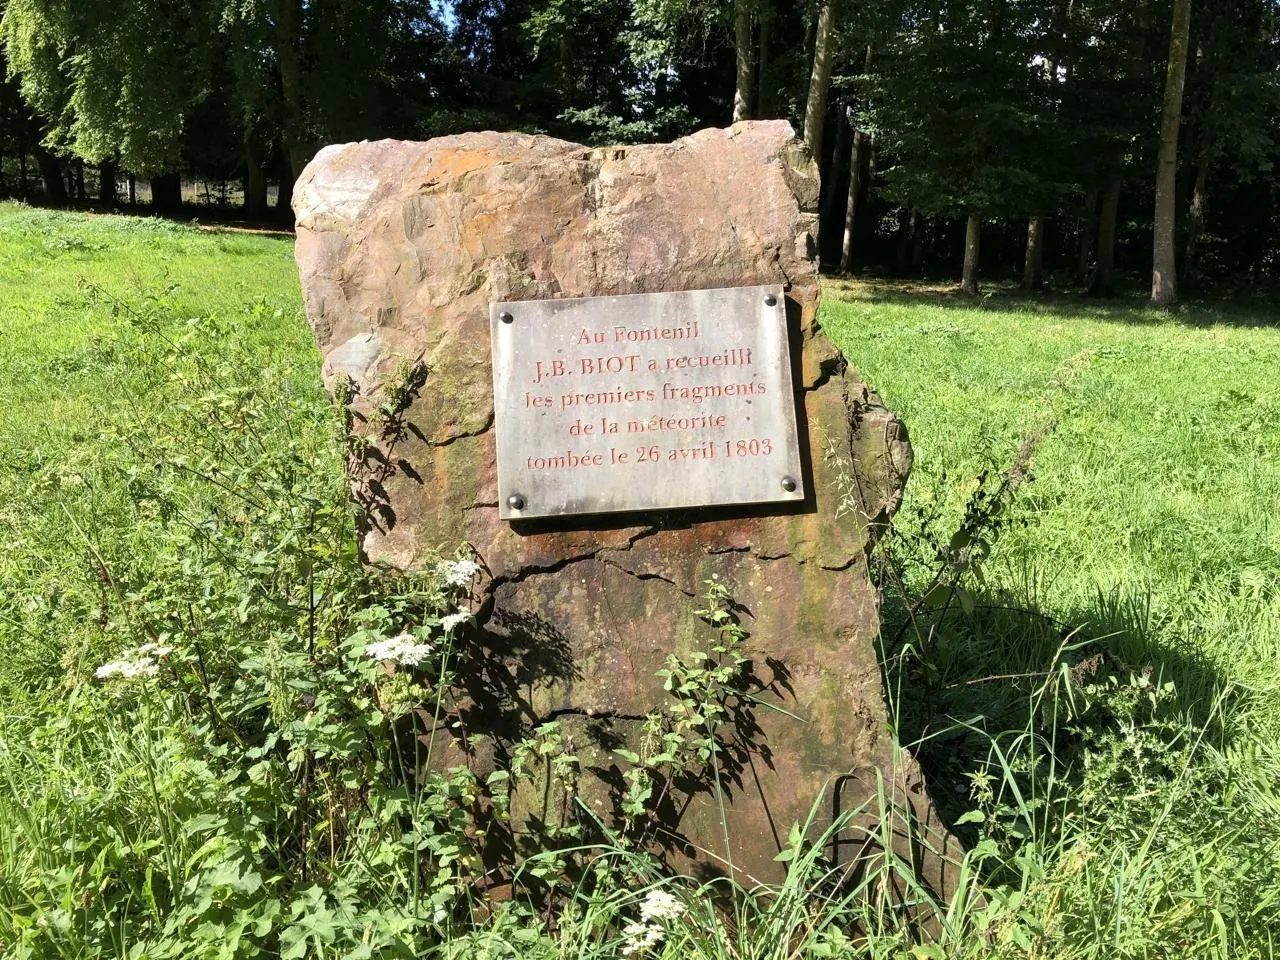 Au Fontenil
J.B. BIOT a recueilli
les premiers fragments
de la météorite
tombée le 26 avril 1803